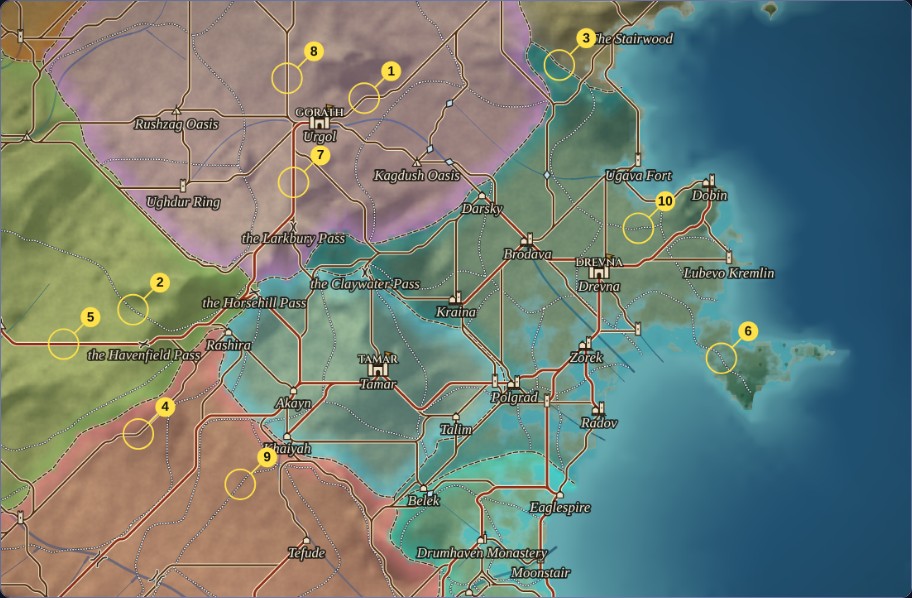 3
The Stairwood
8
1
GORATH
Urgol
Rushzag Oasis
7
Kagdush Oasis
Ugava Fort
Ughdur Ring
Dobin
10
Darsky
the Larkbury Pass
Brodava
DREVNA
Drevna
Lubevo Kremlin
the Claywater Pass
2
the Horsehill Pass
Kraina
5
6
Rashira
the Havenfield Pass
Zorek
TAMAR
Tamar
Polgrad
Akayn
4
Radov
Talim
Khaiyah
9
Belek
Eaglespire
Tefude
Drumhaven Monastery
Moonstair